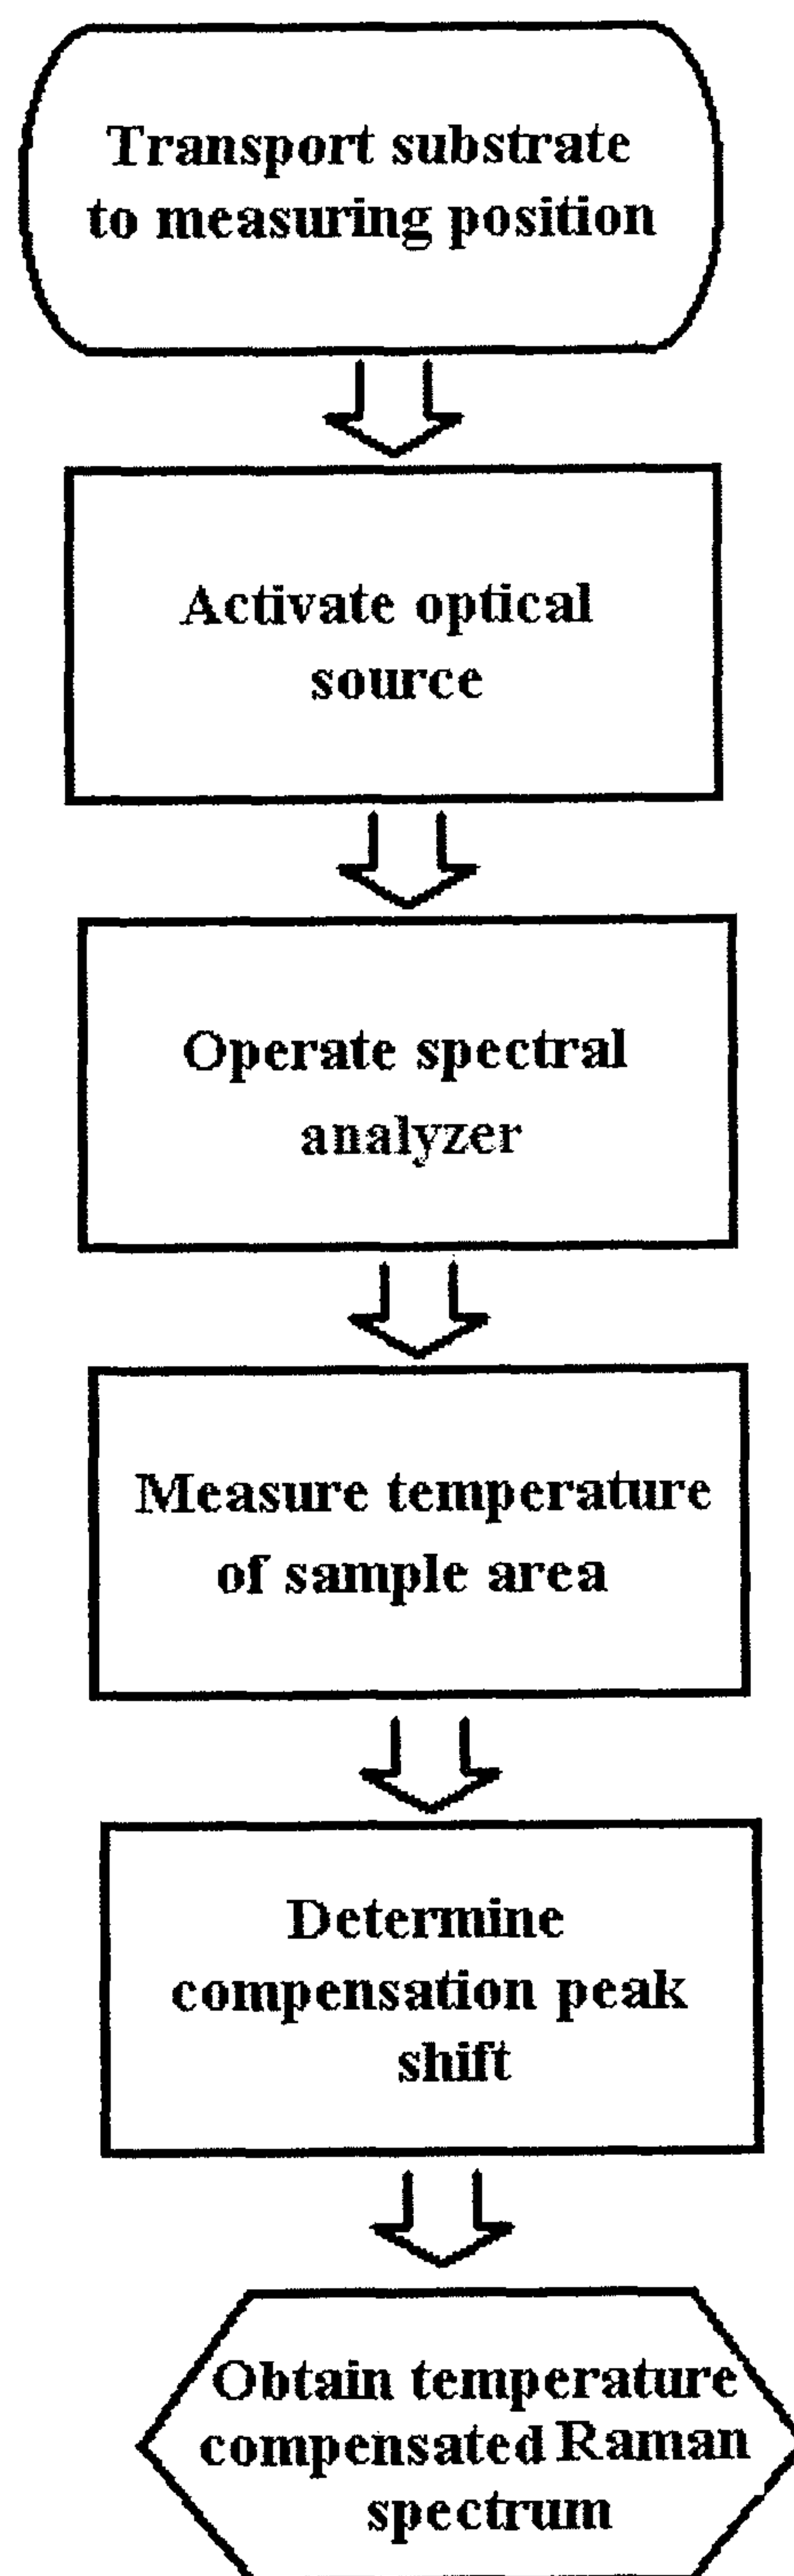 Transport substrate
to measuring position
Activate optical
source
Operate spectral
analyzer
Measure temperature
of sample area
Determine
compensation peak
shift
Obtain temperature
compensated Raman
spectrum